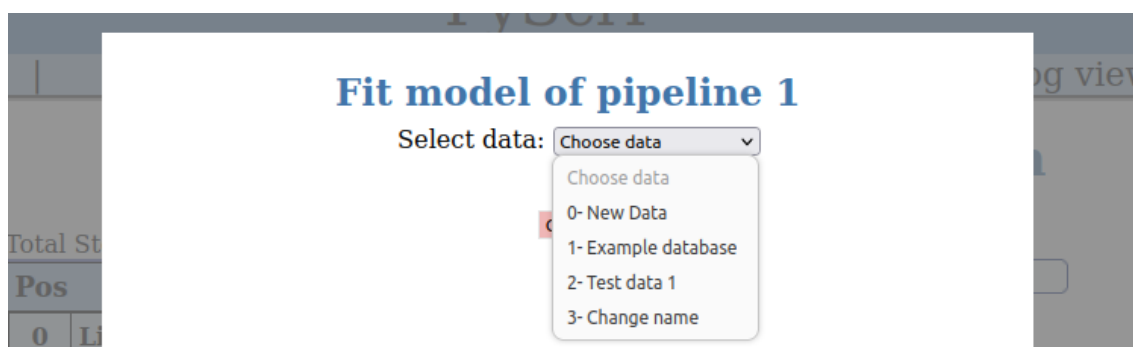 Fit model of pipeline 1
Select data: Choose data
Choose data
0- New Data
1- Example database
2- Test data 1
3- Change name
Total St
Pos
0 Li